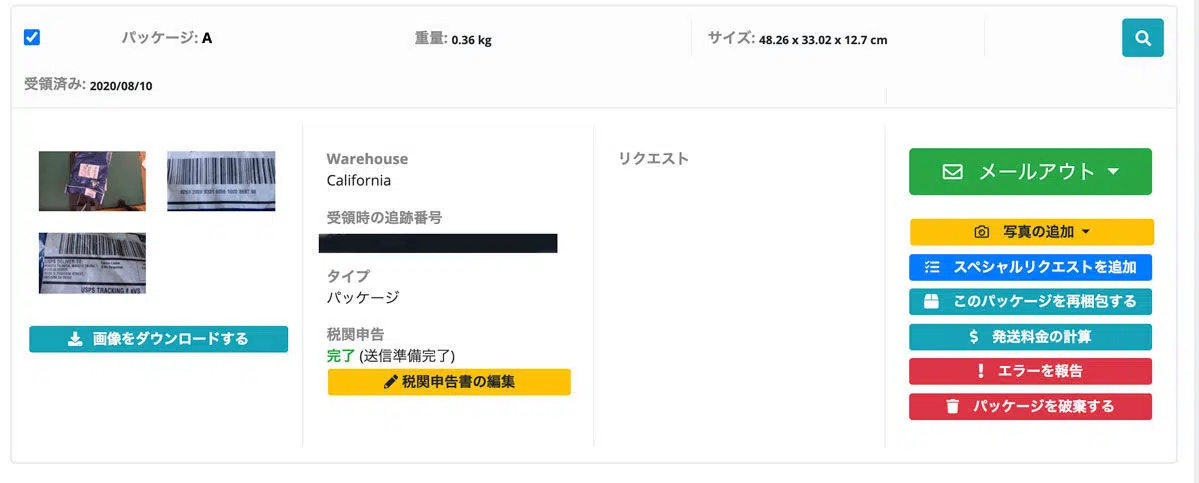 パッケージ: A
重量: 0.36 kg
サイズ: 48.26 x 33.02 x 12.7 cm
受領済み: 2020/08/10
USPS TRACKING #
画像をダウンロードする
Warehouse
California
受領時の追跡番号
タイプ
パッケージ
税関申告
完了 (送信準備完了)
税関申告書の編集
リクエスト
メールアウト
写真の追加
スペシャルリクエストを追加
このパッケージを再梱包する
発送料金の計算
エラーを報告
パッケージを破棄する